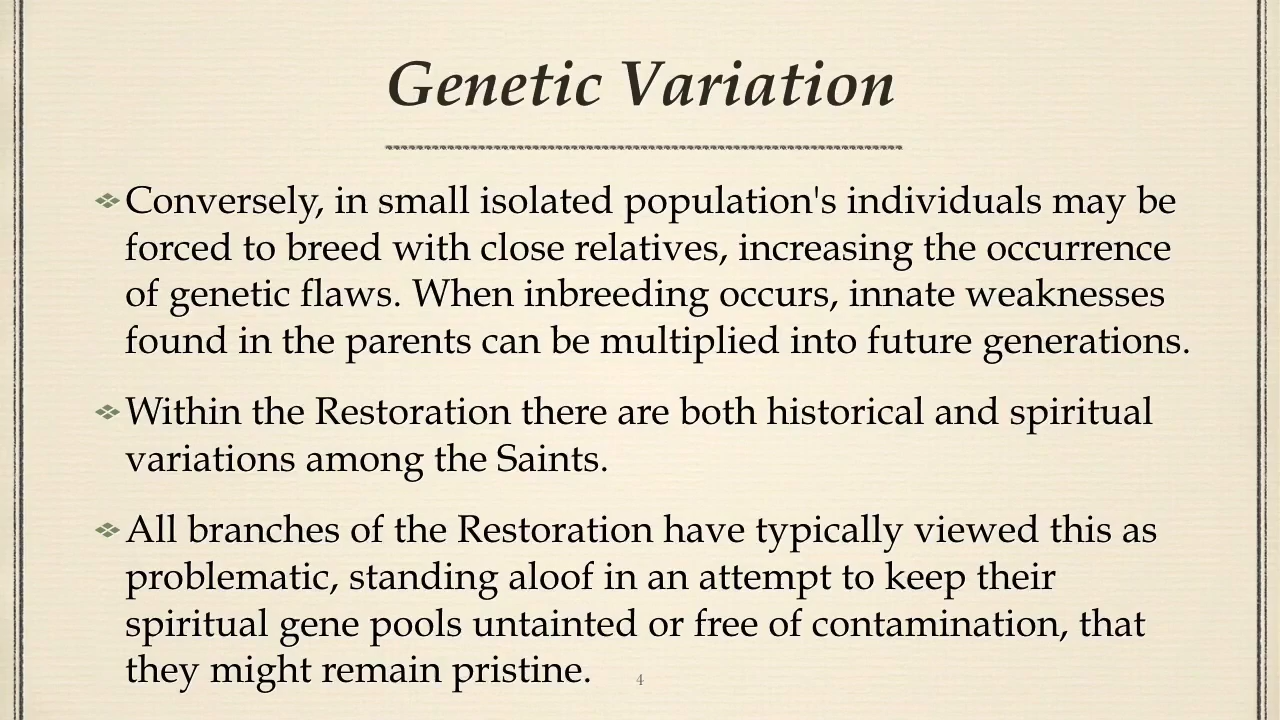 Genetic Variation
Conversely, in small isolated population's individuals may be
forced to breed with close relatives, increasing the occurrence
of genetic flaws. When inbreeding occurs, innate weaknesses
found in the parents can be multiplied into future generations.
Within the Restoration there are both historical and spiritual
variations among the Saints.
All branches of the Restoration have typically viewed this as
problematic, standing aloof in an attempt to keep their
spiritual gene pools untainted or free of contamination, that
they might remain pristine.
4